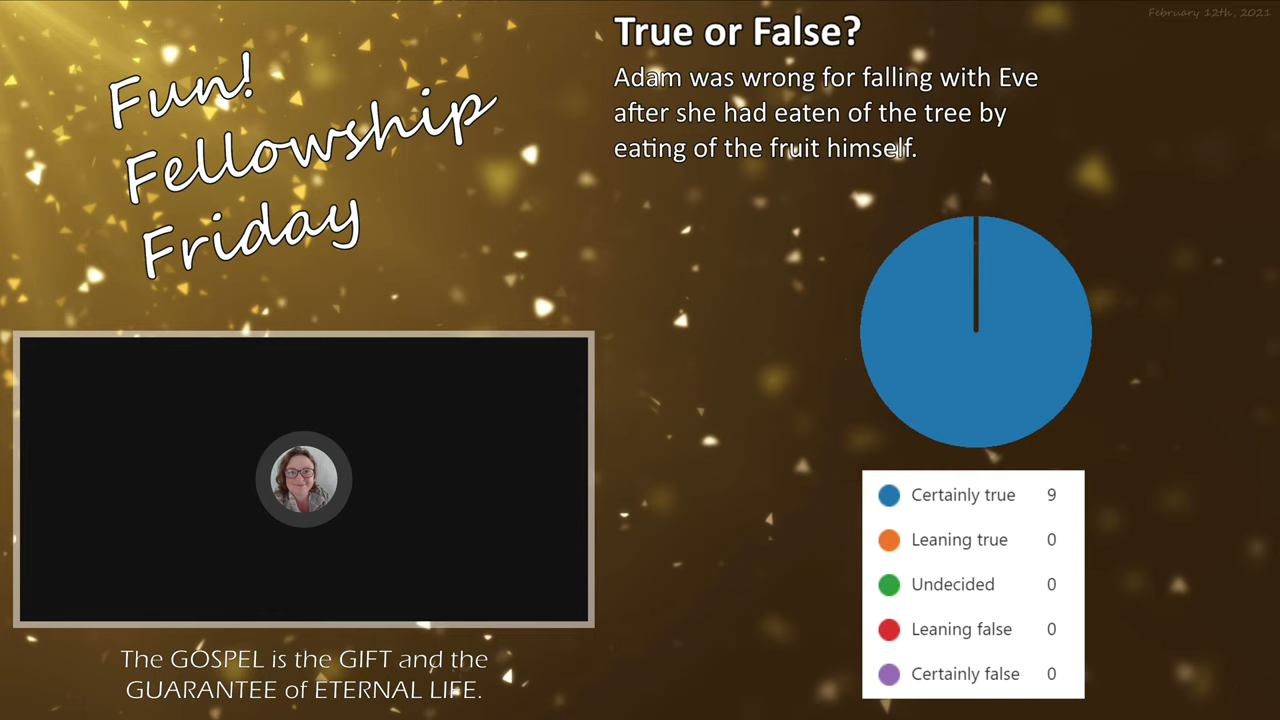 February 12th, 2021
Fun!
Fellowship
Friday
True or False?
Adam was wrong for falling with Eve
after she had eaten of the tree by
eating of the fruit himself.
Certainly true 9
Leaning true 0
Undecided 0
Leaning false 0
Certainly false 0
The GOSPEL is the GIFT and the
GUARANTEE of ETERNAL LIFE.